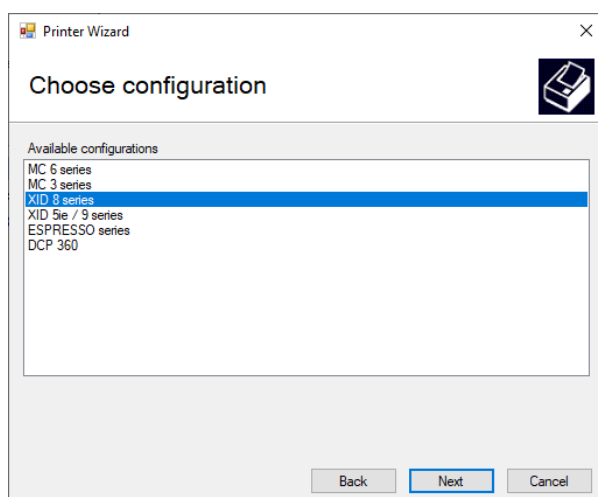 Printer Wizard
Choose configuration
Available configurations
MC 6 series
MC 3 series
XID 8 series
XID 5ie / 9 series
ESPRESSO series
DCP 360
Back Next Cancel